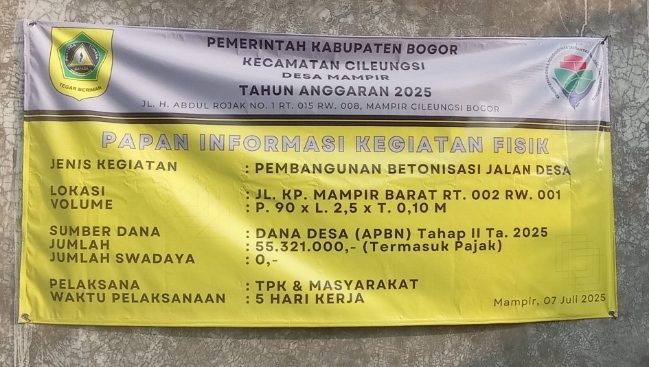 PEMERINTAH KABUPATEN BOGOR
KECAMATAN CILEUNGSI
DESA MAMPIR
TAHUN ANGGARAN 2025
JL. H. ABDUL ROJAK NO. 1 RT. 015 RW. 008, MAMPIR CILEUNGSI BOGOR
TEGAR BERIMAN
PAPAN INFORMASI KEGIATAN FISIK
JENIS KEGIATAN : PEMBANGUNAN BETONISASI JALAN DESA
LOKASI : JL. KP. MAMPIR BARAT RT. 002 RW. 001
VOLUME : P. 90 x L. 2,5 x T. 0,10 M
SUMBER DANA : DANA DESA (APBN) Tahap II Ta. 2025
JUMLAH : 55.321.000,- (Termasuk Pajak)
JUMLAH SWADAYA : 0,-
PELAKSANA : TPK & MASYARAKAT
WAKTU PELAKSANAAN : 5 HARI KERJA
Mampir, 07 Juli 2025